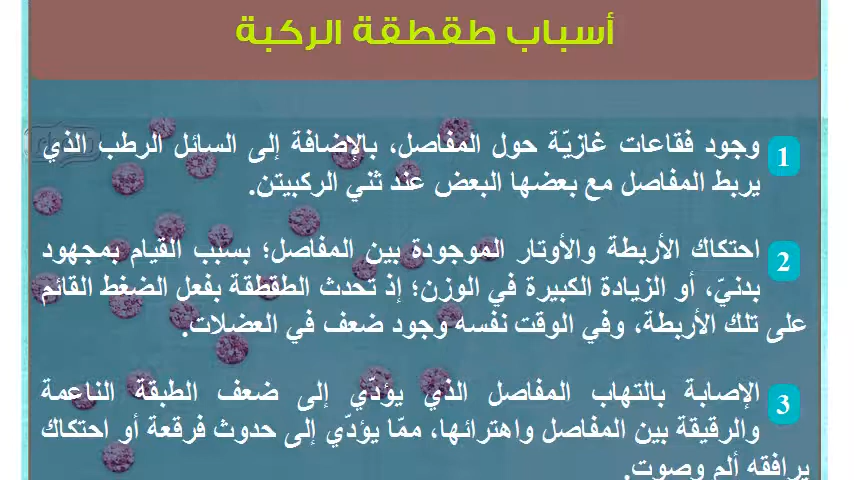 أسباب طقطقة الركبة
1 وجود فقاعات غازيّة حول المفاصل، بالإضافة إلى السائل الرطب الذي
يربط المفاصل مع بعضها البعض عند ثني الركبيتن.
2 احتكاك الأربطة والأوتار الموجودة بين المفاصل؛ بسبب القيام بمجهود
بدنيّ، أو الزيادة الكبيرة في الوزن؛ إذ تحدث الطقطقة بفعل الضغط القائم
على تلك الأربطة، وفي الوقت نفسه وجود ضعف في العضلات.
3 الإصابة بالتهاب المفاصل الذي يؤدّي إلى ضعف الطبقة الناعمة
والرقيقة بين المفاصل واهترائها، ممّا يؤدّي إلى حدوث فرقعة أو احتكاك
يرافقه ألم وصوت.